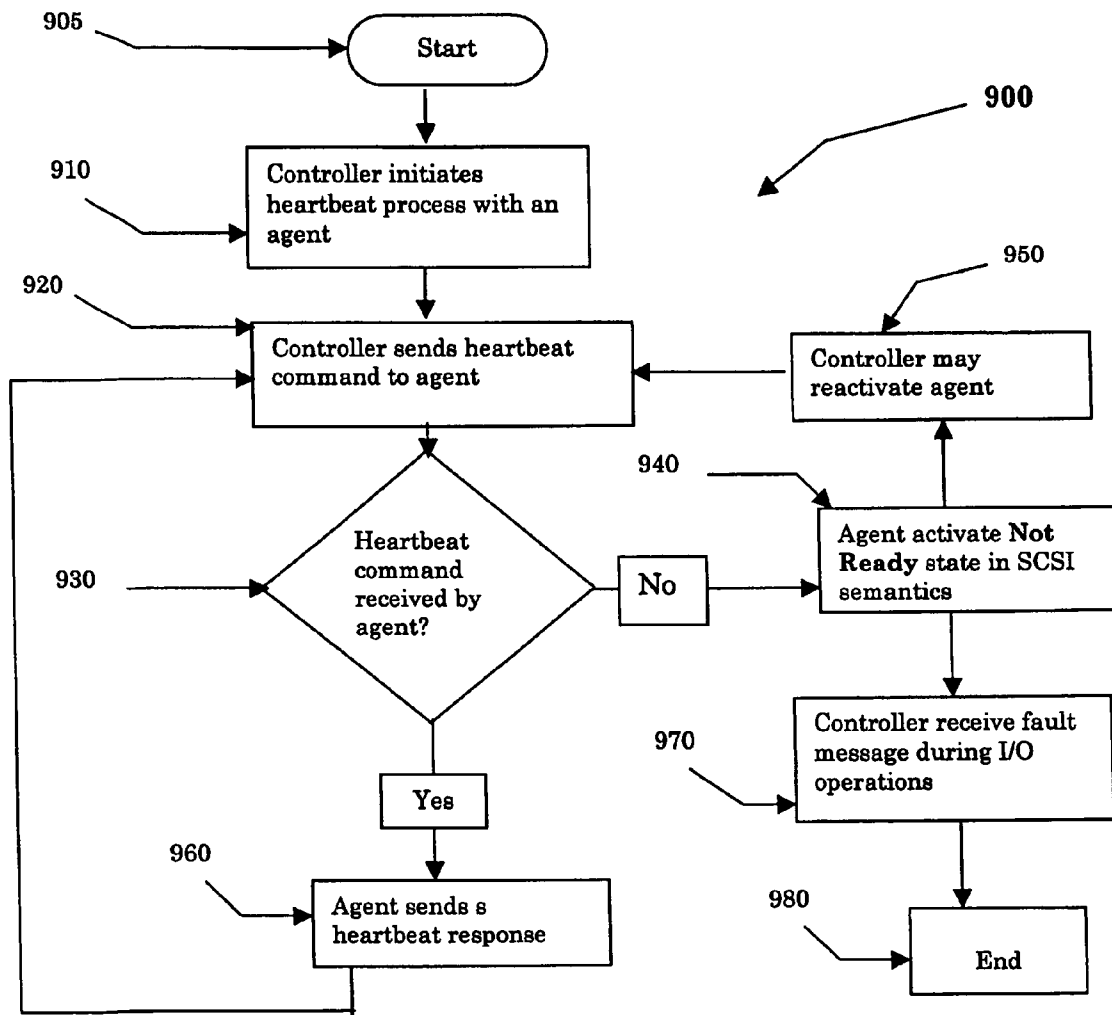 905
Start
900
910
Controller initiates
heartbeat process with an
agent
950
920
Controller sends heartbeat
command to agent
Controller may
reactivate agent
940
Heartbeat
command
received by
agent?
930
No
Agent activate Not
Ready state in SCSI
semantics
Controller receive fault
message during I/O
operations
970
Yes
960
Agent sends s
heartbeat response
980
End